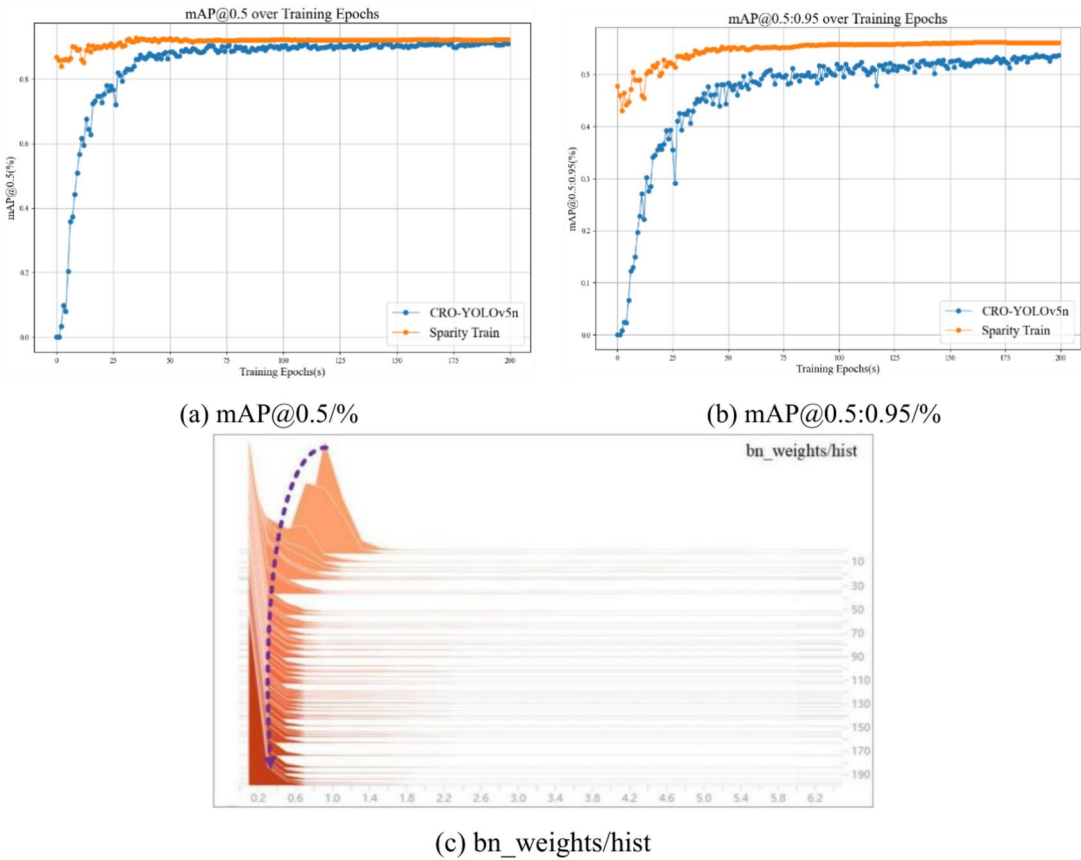 mAP@0.5 over Training Epochs
mAP@0.5(%)
0.8
0.6
0.4
0.2
0.0
CRO-YOLOv5n
Sparity Train
0 25 50 75 100 125 150 175 200
Training Epochs(s)
(a) mAP@0.5/%
mAP@0.5:0.95 over Training Epochs
mAP@0.5:0.95(%)
0.5
0.4
0.3
0.2
0.1
0.0
CRO-YOLOv5n
Sparity Train
0 25 50 75 100 125 150 175 200
Training Epochs(s)
(b) mAP@0.5:0.95/%
bn_weights/hist
10
30
50
70
90
110
130
150
170
190
0.2 0.6 1.0 1.4 1.8 2.2 2.6 3.0 3.4 3.8 4.2 4.6 5.0 5.4 5.8 6.2
(c) bn_weights/hist